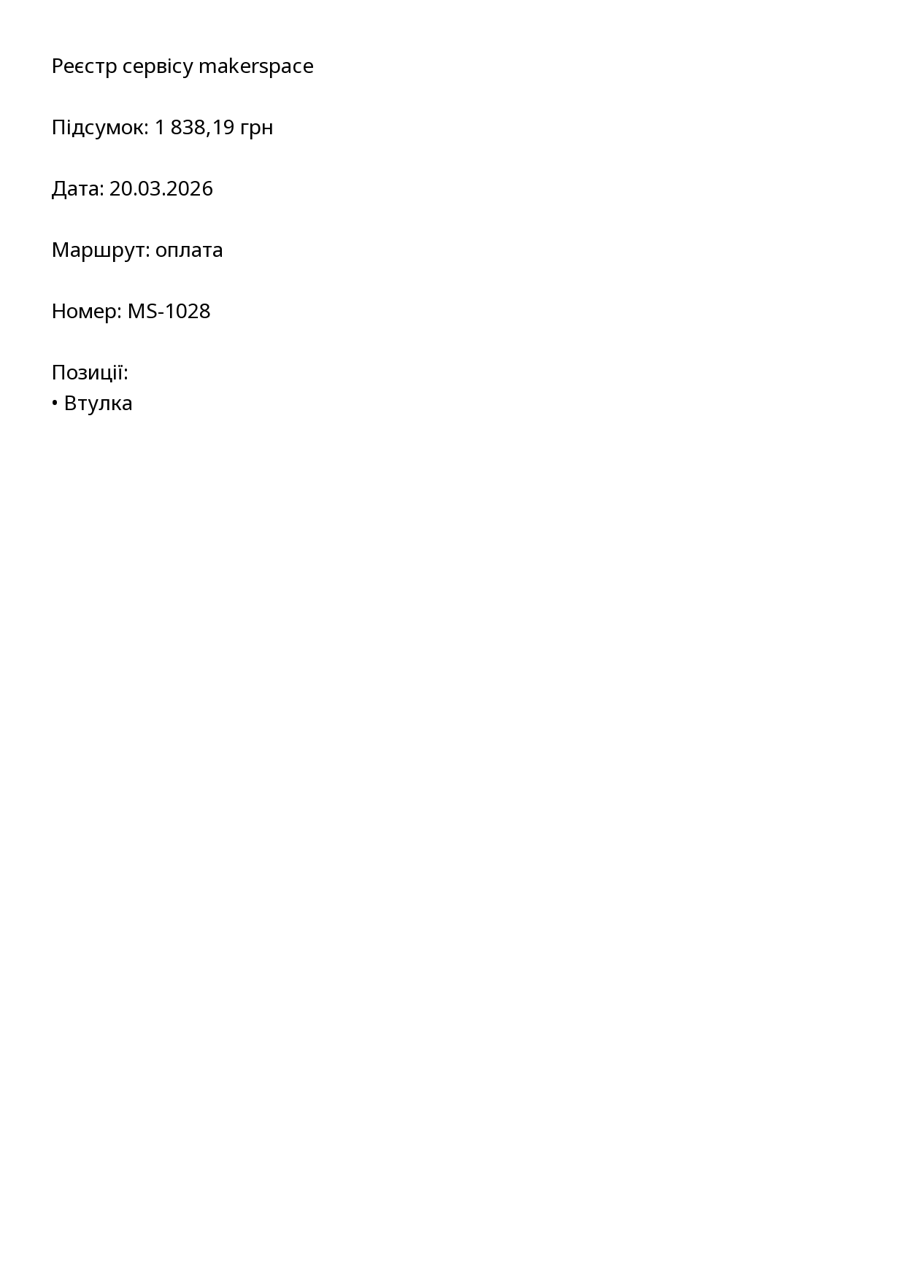 Реєстр сервісу makerspace
Підсумок: 1 838,19 грн
Дата: 20.03.2026
Маршрут: оплата
Номер: MS-1028
Позиції:
• Втулка